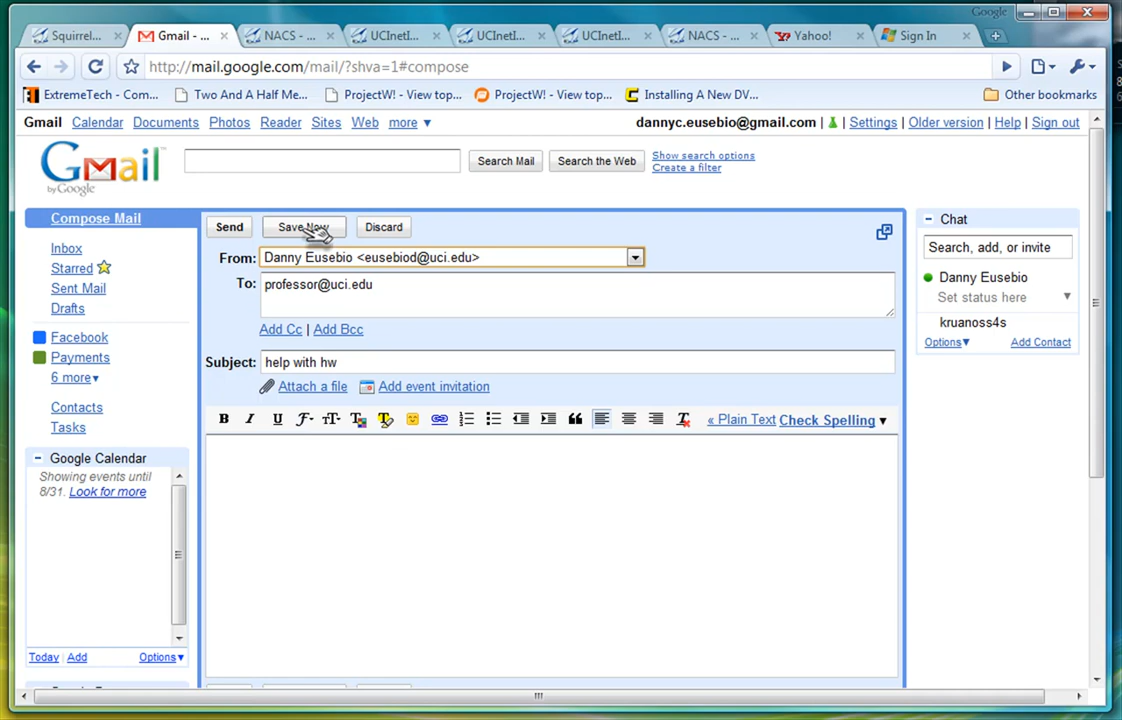 Google
Squirrel...
Gmail - ...
NACS - ...
UCInetI...
UCInetI...
UCInetI...
NACS - ...
Yahoo!
Sign In
http://mail.google.com/mail/?shva=1#compose
ExtremeTech - Com...
Two And A Half Me...
ProjectW! - View top...
ProjectW! - View top...
Installing A New DV...
Other bookmarks
Gmail Calendar Documents Photos Reader Sites Web more ▼
dannyc.eusebio@gmail.com | Settings | Older version | Help | Sign out
Gmail
by Google
Search Mail
Search the Web
Show search options
Create a filter
Compose Mail
Inbox
Starred
Sent Mail
Drafts
Facebook
Payments
6 more▾
Contacts
Tasks
Google Calendar
Showing events until
8/31. Look for more
Today Add Options▾
Send
Save Now
Discard
From: Danny Eusebio <eusebiod@uci.edu>
To: professor@uci.edu
Add Cc | Add Bcc
Subject: help with hw
Attach a file Add event invitation
B I U « Plain Text Check Spelling ▼
Chat
Search, add, or invite
Danny Eusebio
Set status here
kruanoss4s
Options▾ Add Contact